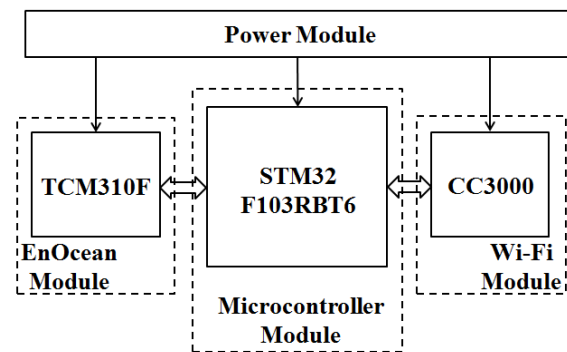 Power Module
TCM310F
STM32
F103RBT6
CC3000
EnOcean
Module
Wi-Fi
Module
Microcontroller
Module